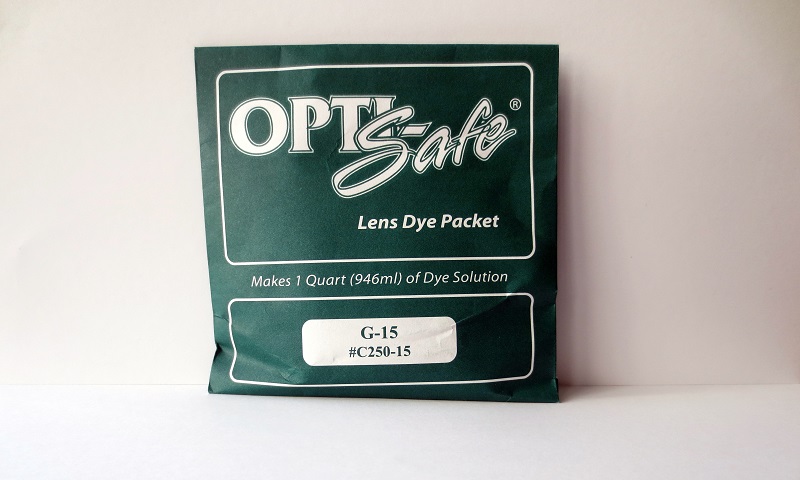 OPTI-Safe®
Lens Dye Packet
Makes 1 Quart (946ml) of Dye Solution
G-15
#C250-15